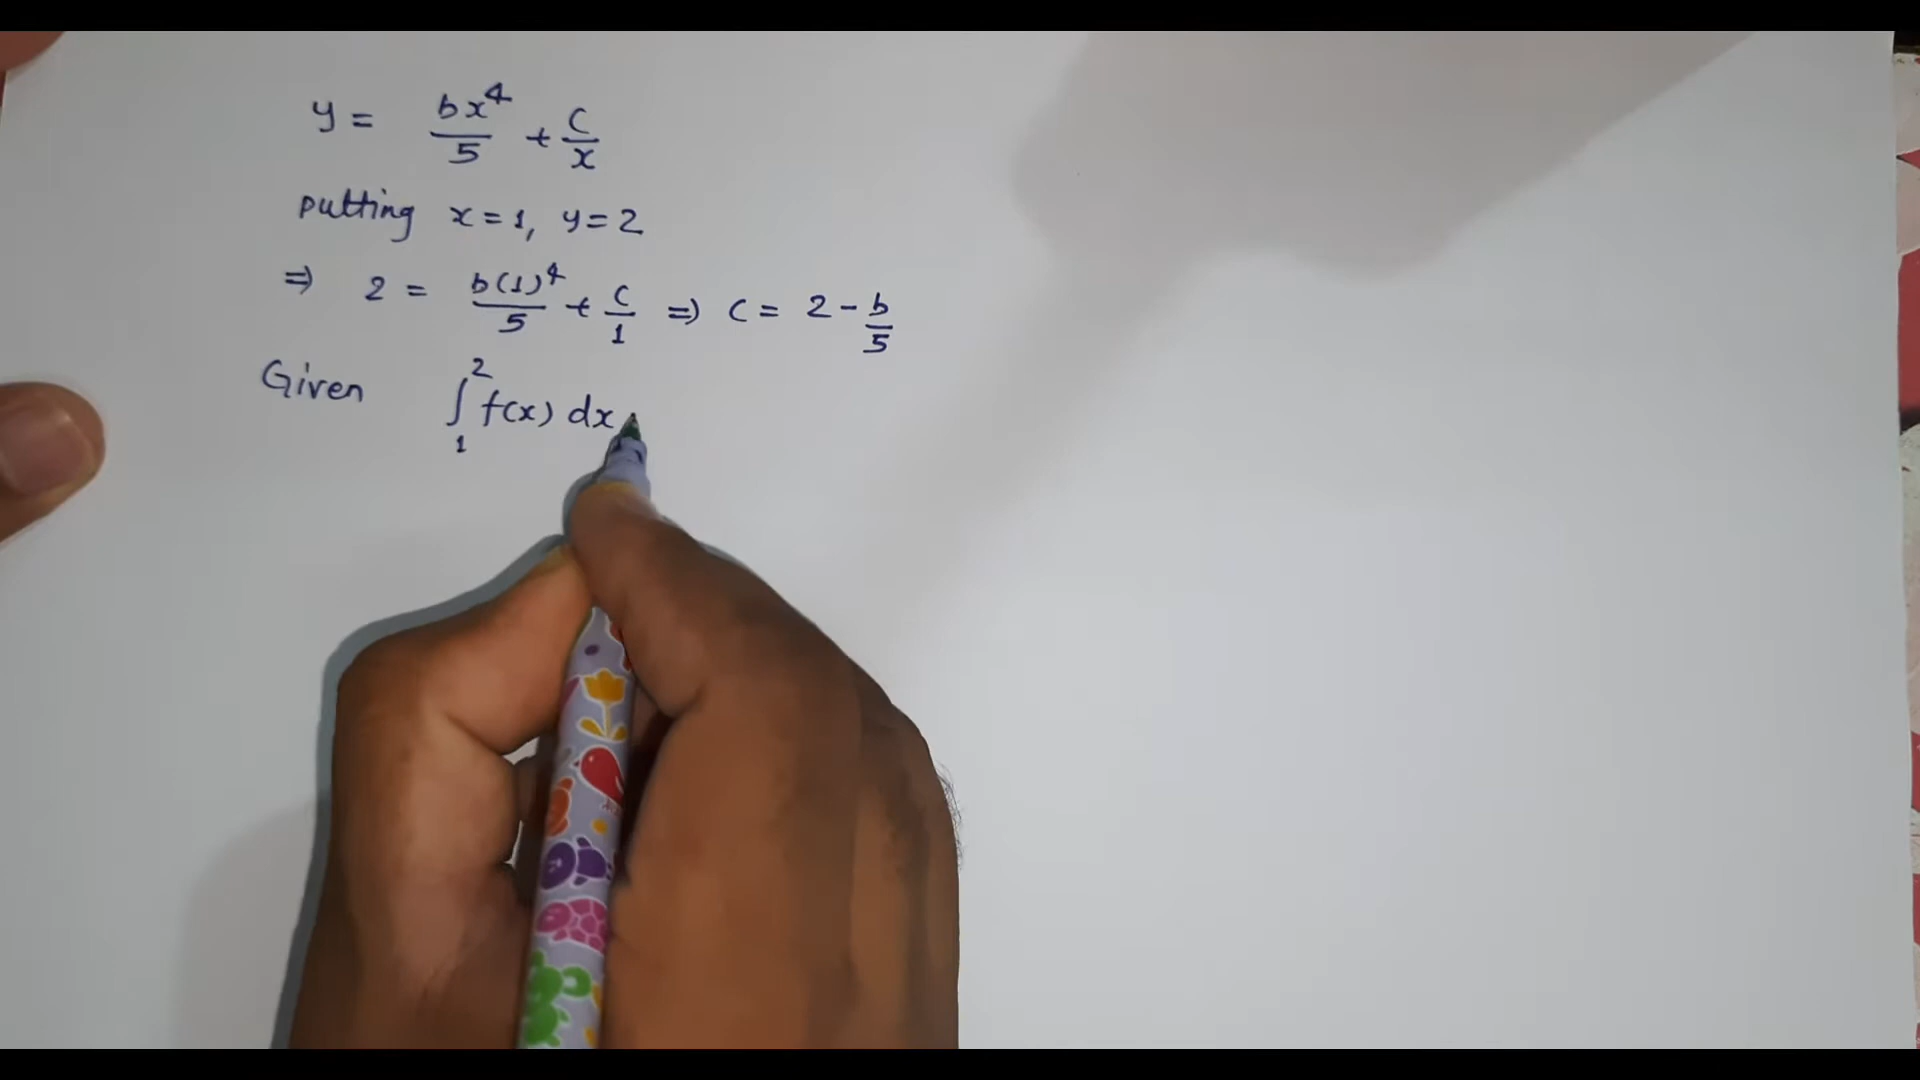 y = bx⁴/5 + c/x
putting x = 1, y = 2
⇒ 2 = b(1)⁴/5 + c/1 ⇒ c = 2 - b/5
Given ∫₁² f(x) dx